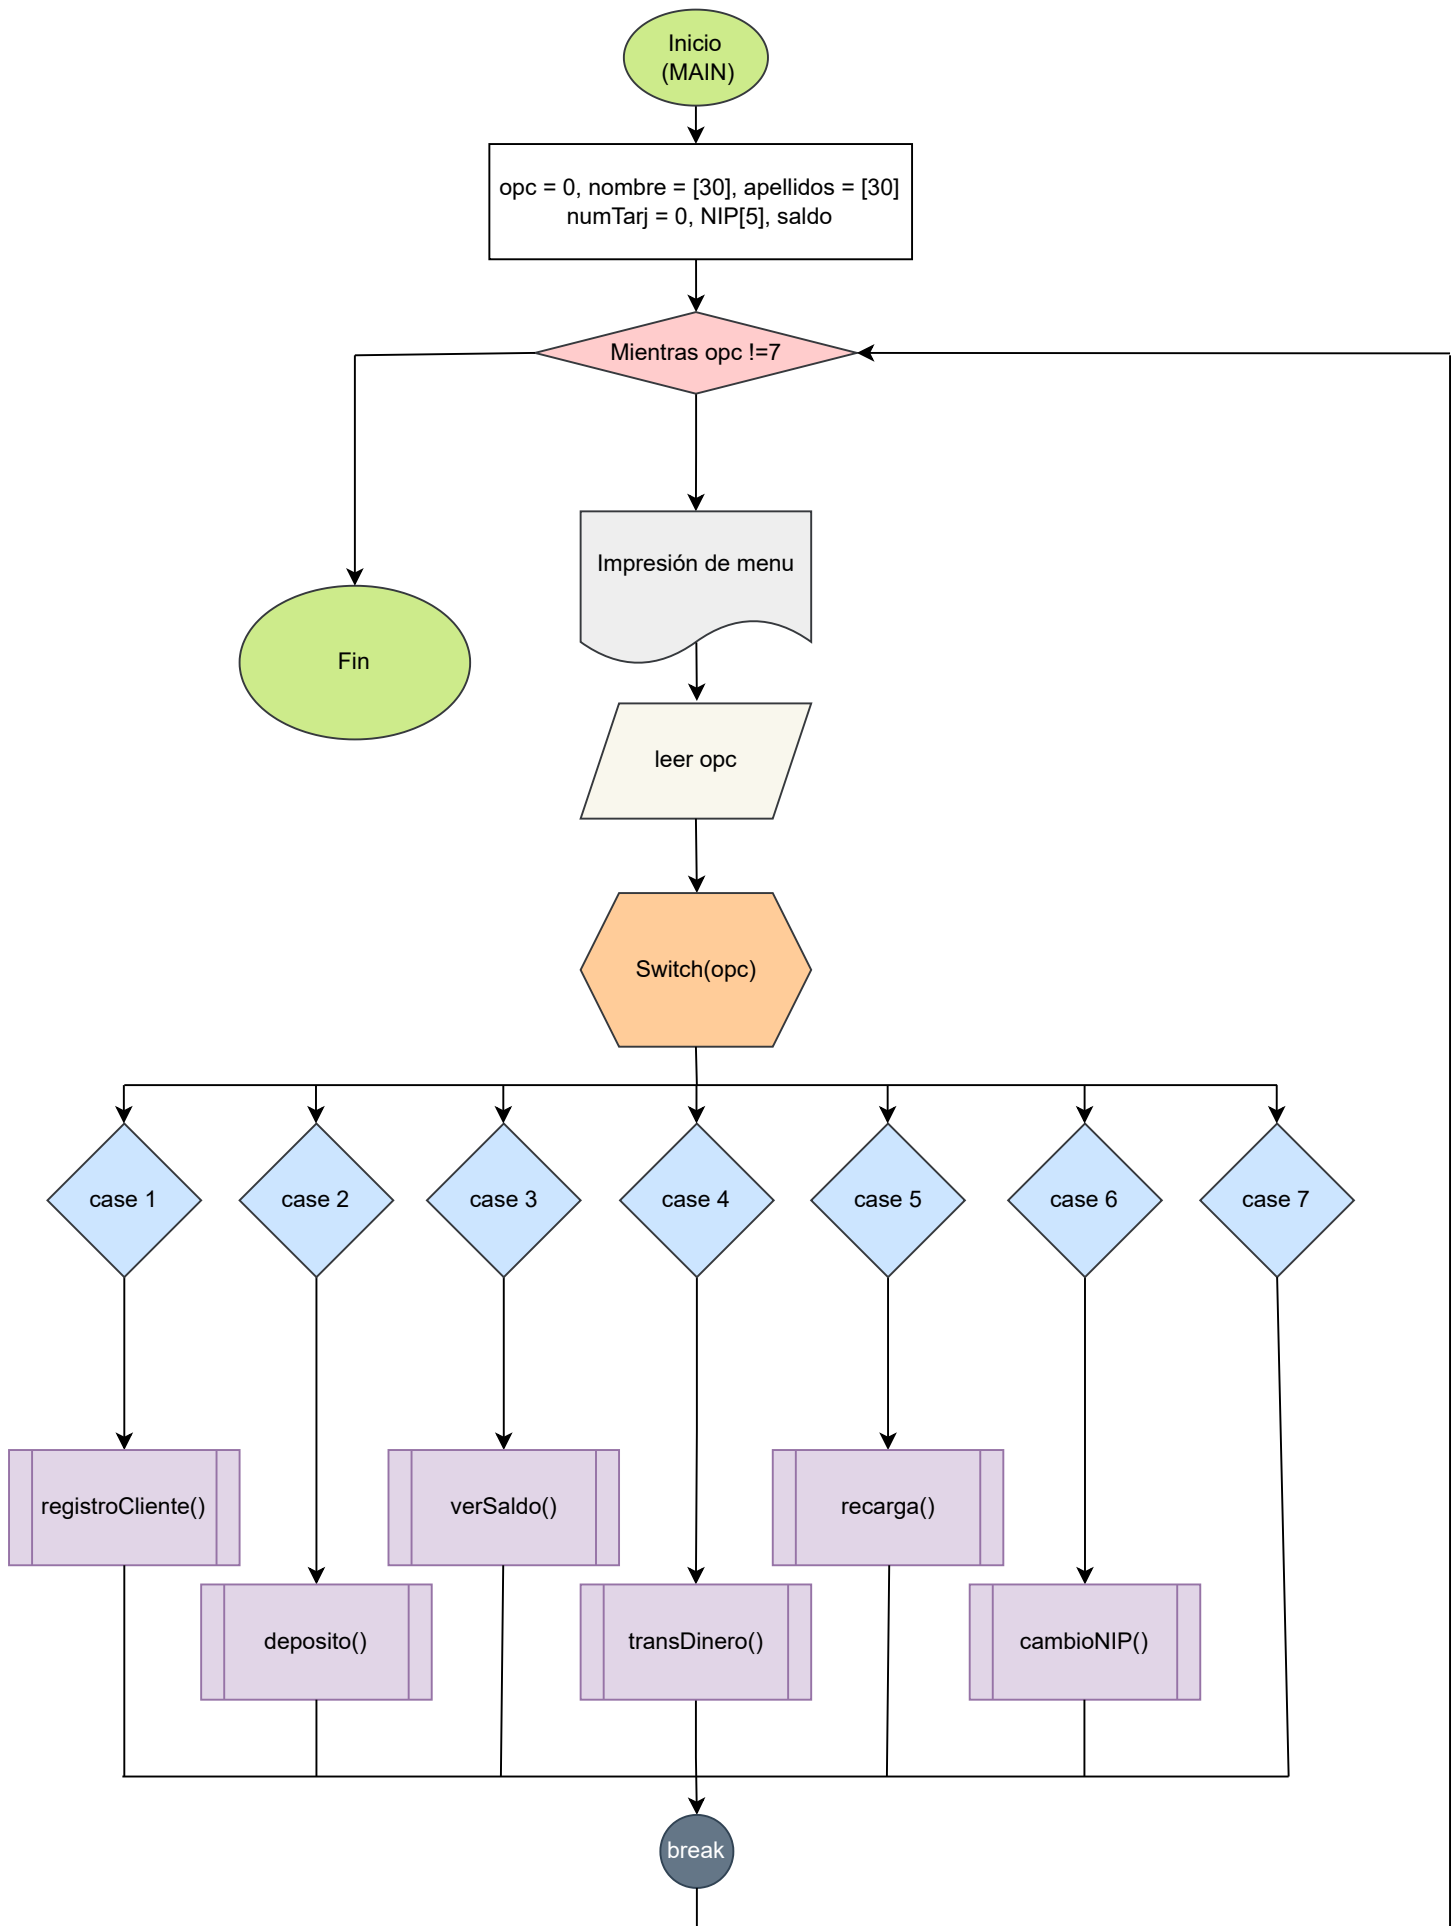 Inicio
(MAIN)
opc = 0, nombre = [30], apellidos = [30]
numTarj = 0, NIP[5], saldo
Mientras opc !=7
Impresión de menu
Fin
leer opc
Switch(opc)
case 1
case 2
case 3
case 4
case 5
case 6
case 7
registroCliente()
verSaldo()
recarga()
deposito()
transDinero()
cambioNIP()
break